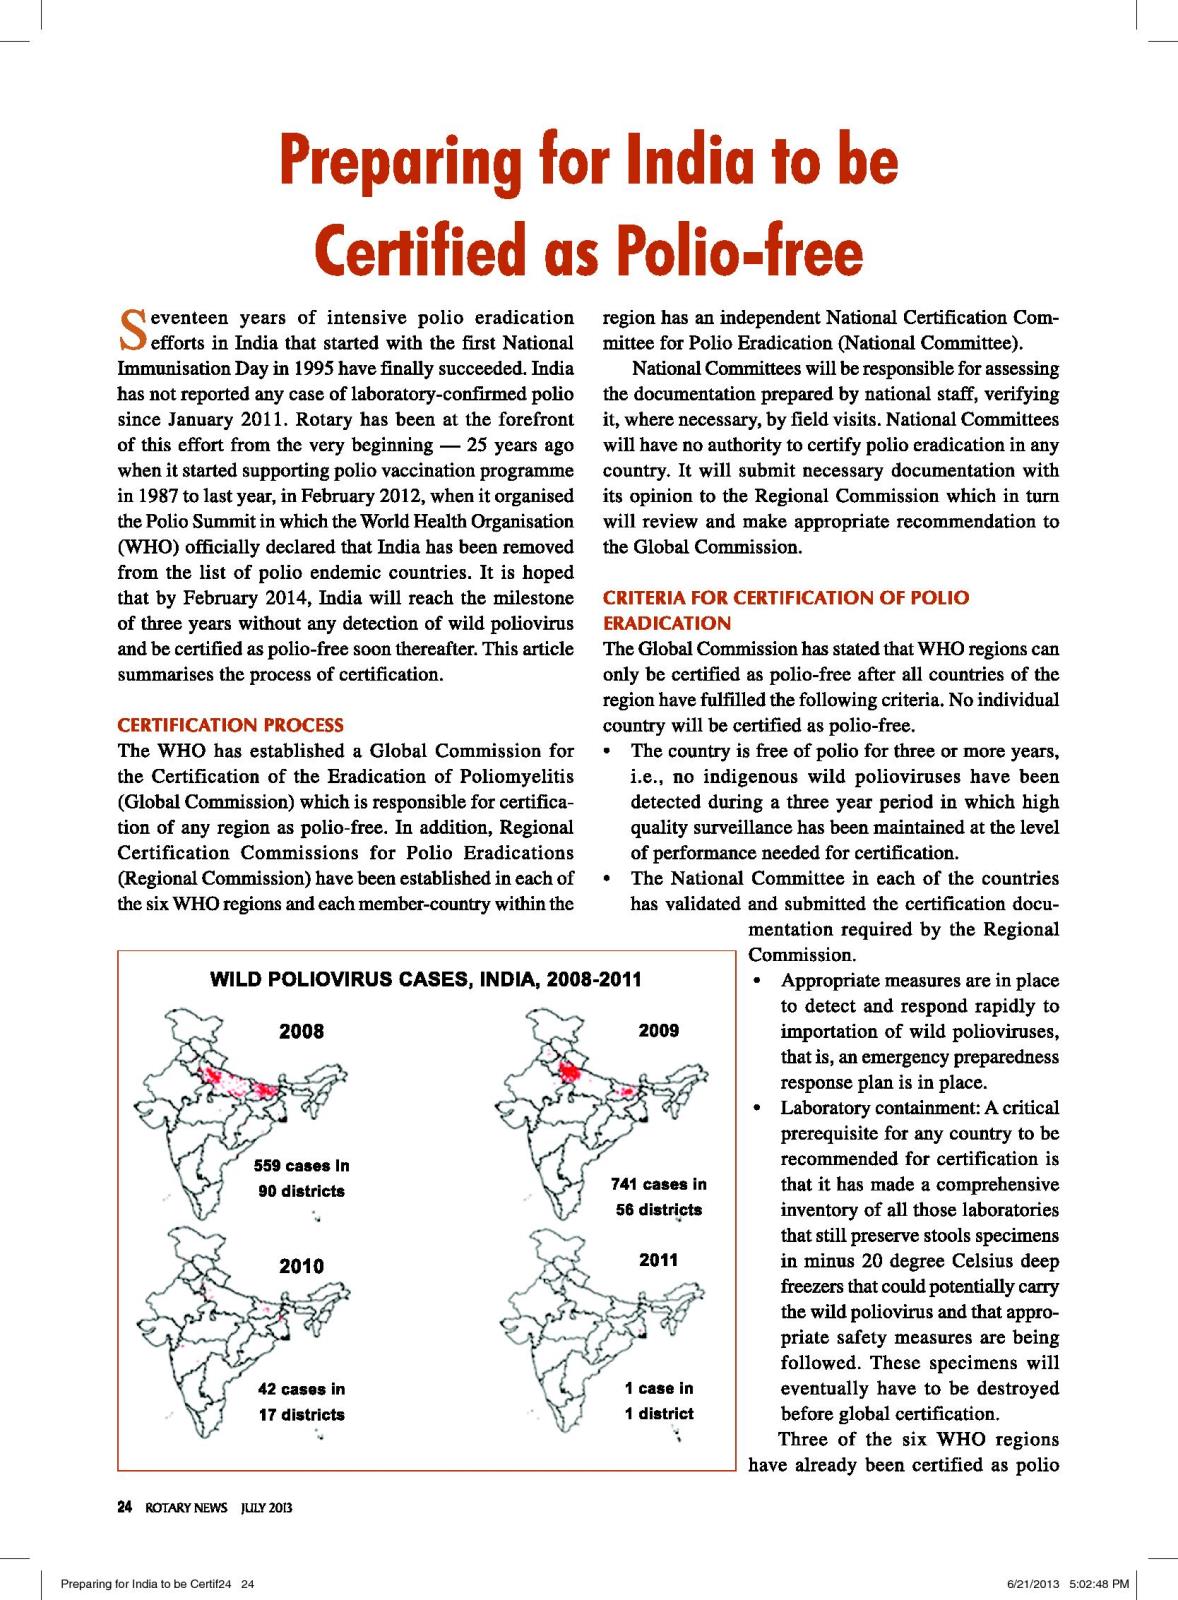 Preparing for India to be
Certified as Polio-free
Seventeen years of intensive polio eradication
efforts in India that started with the first National
Immunisation Day in 1995 have finally succeeded. India
has not reported any case of laboratory-confirmed polio
since January 2011. Rotary has been at the forefront
of this effort from the very beginning — 25 years ago
when it started supporting polio vaccination programme
in 1987 to last year, in February 2012, when it organised
the Polio Summit in which the World Health Organisation
(WHO) officially declared that India has been removed
from the list of polio endemic countries. It is hoped
that by February 2014, India will reach the milestone
of three years without any detection of wild poliovirus
and be certified as polio-free soon thereafter. This article
summarises the process of certification.
CERTIFICATION PROCESS
The WHO has established a Global Commission for
the Certification of the Eradication of Poliomyelitis
(Global Commission) which is responsible for certifica-
tion of any region as polio-free. In addition, Regional
Certification Commissions for Polio Eradications
(Regional Commission) have been established in each of
the six WHO regions and each member-country within the
region has an independent National Certification Com-
mittee for Polio Eradication (National Committee).
National Committees will be responsible for assessing
the documentation prepared by national staff, verifying
it, where necessary, by field visits. National Committees
will have no authority to certify polio eradication in any
country. It will submit necessary documentation with
its opinion to the Regional Commission which in turn
will review and make appropriate recommendation to
the Global Commission.
CRITERIA FOR CERTIFICATION OF POLIO
ERADICATION
The Global Commission has stated that WHO regions can
only be certified as polio-free after all countries of the
region have fulfilled the following criteria. No individual
country will be certified as polio-free.
• The country is free of polio for three or more years,
i.e., no indigenous wild polioviruses have been
detected during a three year period in which high
quality surveillance has been maintained at the level
of performance needed for certification.
• The National Committee in each of the countries
has validated and submitted the certification docu-
mentation required by the Regional
Commission.
• Appropriate measures are in place
to detect and respond rapidly to
importation of wild polioviruses,
that is, an emergency preparedness
response plan is in place.
• Laboratory containment: A critical
prerequisite for any country to be
recommended for certification is
that it has made a comprehensive
inventory of all those laboratories
that still preserve stools specimens
in minus 20 degree Celsius deep
freezers that could potentially carry
the wild poliovirus and that appro-
priate safety measures are being
followed. These specimens will
eventually have to be destroyed
before global certification.
Three of the six WHO regions
have already been certified as polio
WILD POLIOVIRUS CASES, INDIA, 2008-2011
2008
559 cases in
90 districts
2009
741 cases in
56 districts
2010
42 cases in
17 districts
2011
1 case in
1 district
24 ROTARY NEWS JULY 2013
Preparing for India to be Certif24 24
6/21/2013 5:02:48 PM